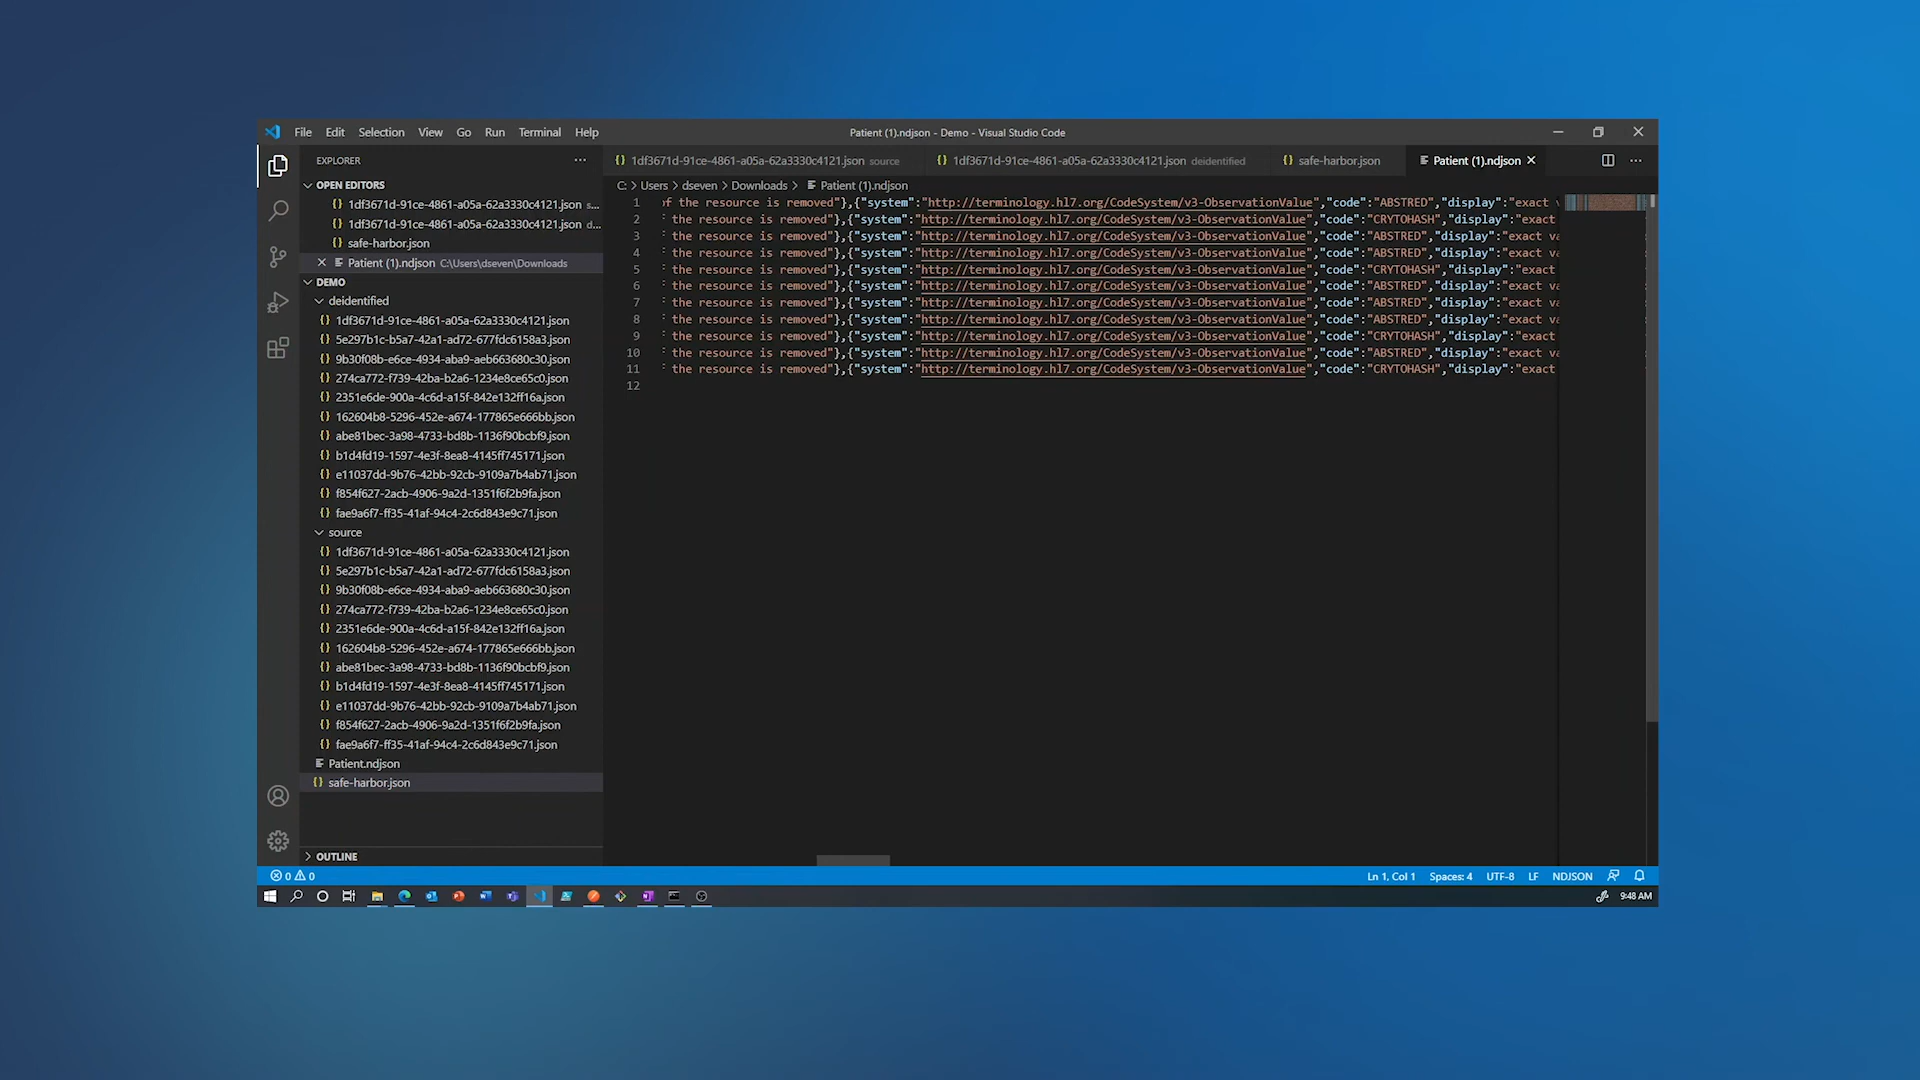 File Edit Selection View Go Run Terminal Help
Patient (1).ndjson - Demo - Visual Studio Code
EXPLORER
1df3671d-91ce-4861-a05a-62a3330c4121.json source
1df3671d-91ce-4861-a05a-62a3330c4121.json deidentified
safe-harbor.json
Patient (1).ndjson
C: > Users > dseven > Downloads > Patient (1).ndjson
OPEN EDITORS
1df3671d-91ce-4861-a05a-62a3330c4121.json s...
1df3671d-91ce-4861-a05a-62a3330c4121.json d...
safe-harbor.json
Patient (1).ndjson C:\Users\dseven\Downloads
DEMO
deidentified
1df3671d-91ce-4861-a05a-62a3330c4121.json
5e297b1c-b5a7-42a1-ad72-677fdc6158a3.json
9b30f08b-e6ce-4934-aba9-aeb663680c30.json
274ca772-f739-42ba-b2a6-1234e8ce65c0.json
2351e6de-900a-4c6d-a15f-842e132ff16a.json
162604b8-5296-452e-a674-177865e666bb.json
abe81bec-3a98-4733-bd8b-1136f90bcbf9.json
b1d4fd19-1597-4e3f-8ea8-4145ff745171.json
e11037dd-9b76-42bb-92cb-9109a7b4ab71.json
f854f627-2acb-4906-9a2d-1351f6f2b9fa.json
fae9a6f7-ff35-41af-94c4-2c6d843e9c71.json
source
1df3671d-91ce-4861-a05a-62a3330c4121.json
5e297b1c-b5a7-42a1-ad72-677fdc6158a3.json
9b30f08b-e6ce-4934-aba9-aeb663680c30.json
274ca772-f739-42ba-b2a6-1234e8ce65c0.json
2351e6de-900a-4c6d-a15f-842e132ff16a.json
162604b8-5296-452e-a674-177865e666bb.json
abe81bec-3a98-4733-bd8b-1136f90bcbf9.json
b1d4fd19-1597-4e3f-8ea8-4145ff745171.json
e11037dd-9b76-42bb-92cb-9109a7b4ab71.json
f854f627-2acb-4906-9a2d-1351f6f2b9fa.json
fae9a6f7-ff35-41af-94c4-2c6d843e9c71.json
Patient.ndjson
safe-harbor.json
OUTLINE
1 of the resource is removed"},{"system":"http://terminology.hl7.org/CodeSystem/v3-ObservationValue","code":"ABSTRED","display":"exact
2 the resource is removed"},{"system":"http://terminology.hl7.org/CodeSystem/v3-ObservationValue","code":"CRYTOHASH","display":"exact
3 the resource is removed"},{"system":"http://terminology.hl7.org/CodeSystem/v3-ObservationValue","code":"ABSTRED","display":"exact va
4 the resource is removed"},{"system":"http://terminology.hl7.org/CodeSystem/v3-ObservationValue","code":"ABSTRED","display":"exact va
5 the resource is removed"},{"system":"http://terminology.hl7.org/CodeSystem/v3-ObservationValue","code":"CRYTOHASH","display":"exact
6 the resource is removed"},{"system":"http://terminology.hl7.org/CodeSystem/v3-ObservationValue","code":"ABSTRED","display":"exact va
7 the resource is removed"},{"system":"http://terminology.hl7.org/CodeSystem/v3-ObservationValue","code":"ABSTRED","display":"exact va
8 the resource is removed"},{"system":"http://terminology.hl7.org/CodeSystem/v3-ObservationValue","code":"ABSTRED","display":"exact va
9 the resource is removed"},{"system":"http://terminology.hl7.org/CodeSystem/v3-ObservationValue","code":"CRYTOHASH","display":"exact
10 the resource is removed"},{"system":"http://terminology.hl7.org/CodeSystem/v3-ObservationValue","code":"ABSTRED","display":"exact va
11 the resource is removed"},{"system":"http://terminology.hl7.org/CodeSystem/v3-ObservationValue","code":"CRYTOHASH","display":"exact
12
0 0
Ln 1, Col 1 Spaces: 4 UTF-8 LF NDJSON
9:48 AM